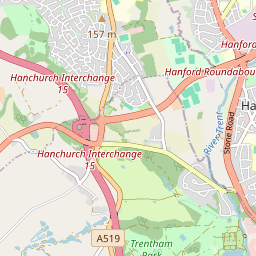 157 m
Hanford
Hanchurch Interchange
15
Hanford Roundabou
Ha
River Trent
Stone Road
Hanchurch Interchange
15
A519
Trentham
Park